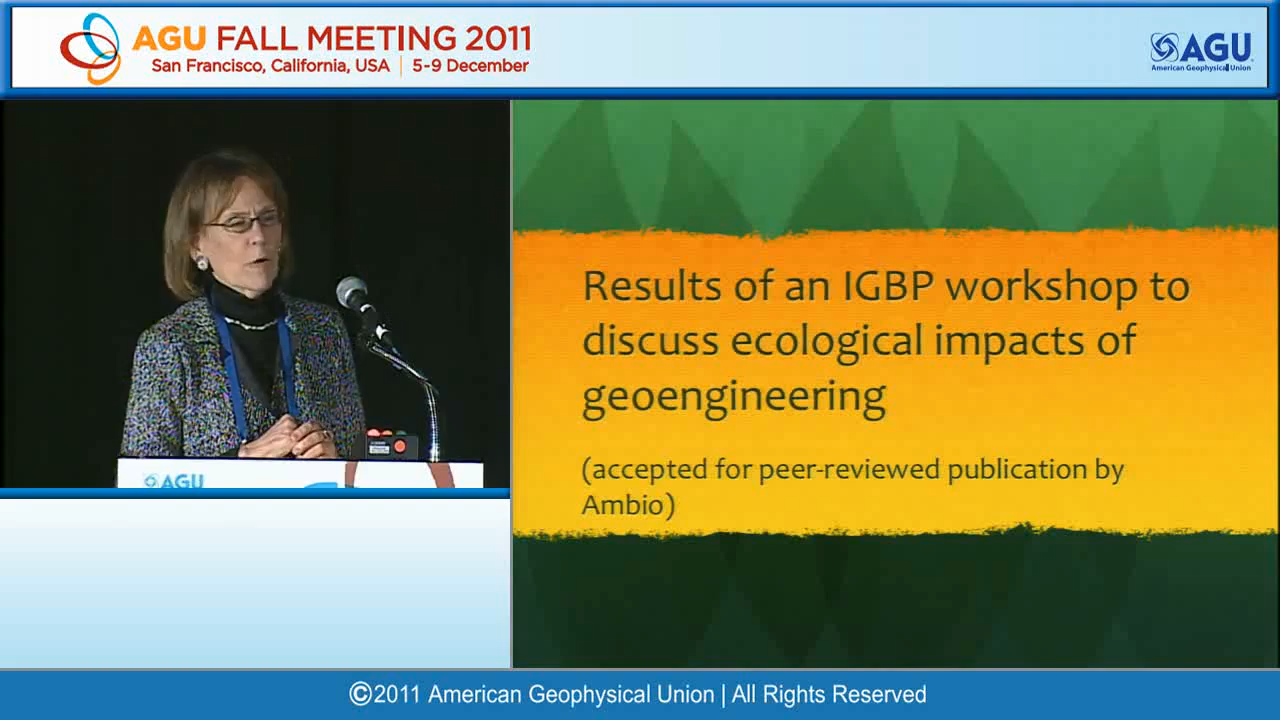 AGU FALL MEETING 2011
San Francisco, California, USA | 5-9 December
AGU
American Geophysical Union
Results of an IGBP workshop to
discuss ecological impacts of
geoengineering
(accepted for peer-reviewed publication by
Ambio)
AGU
©2011 American Geophysical Union | All Rights Reserved